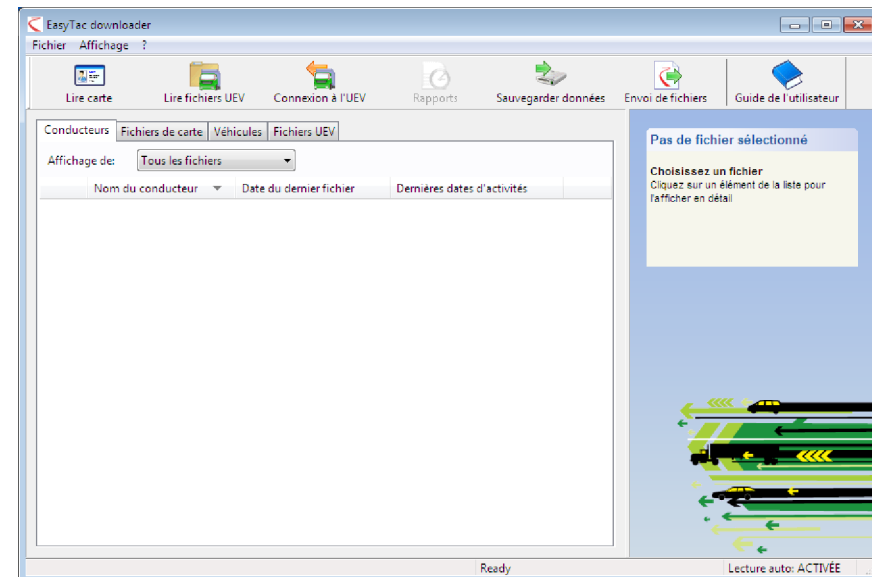 EasyTac downloader
Fichier Affichage ?
Lire carte Lire fichiers UEV Connexion à l'UEV Rapports Sauvegarder données Envoi de fichiers Guide de l'utilisateur
Conducteurs Fichiers de carte Véhicules Fichiers UEV
Affichage de: Tous les fichiers
Nom du conducteur Date du dernier fichier Dernières dates d'activités
Pas de fichier sélectionné
Choisissez un fichier
Cliquez sur un élément de la liste pour
l'afficher en détail
Ready Lecture auto: ACTIVÉE